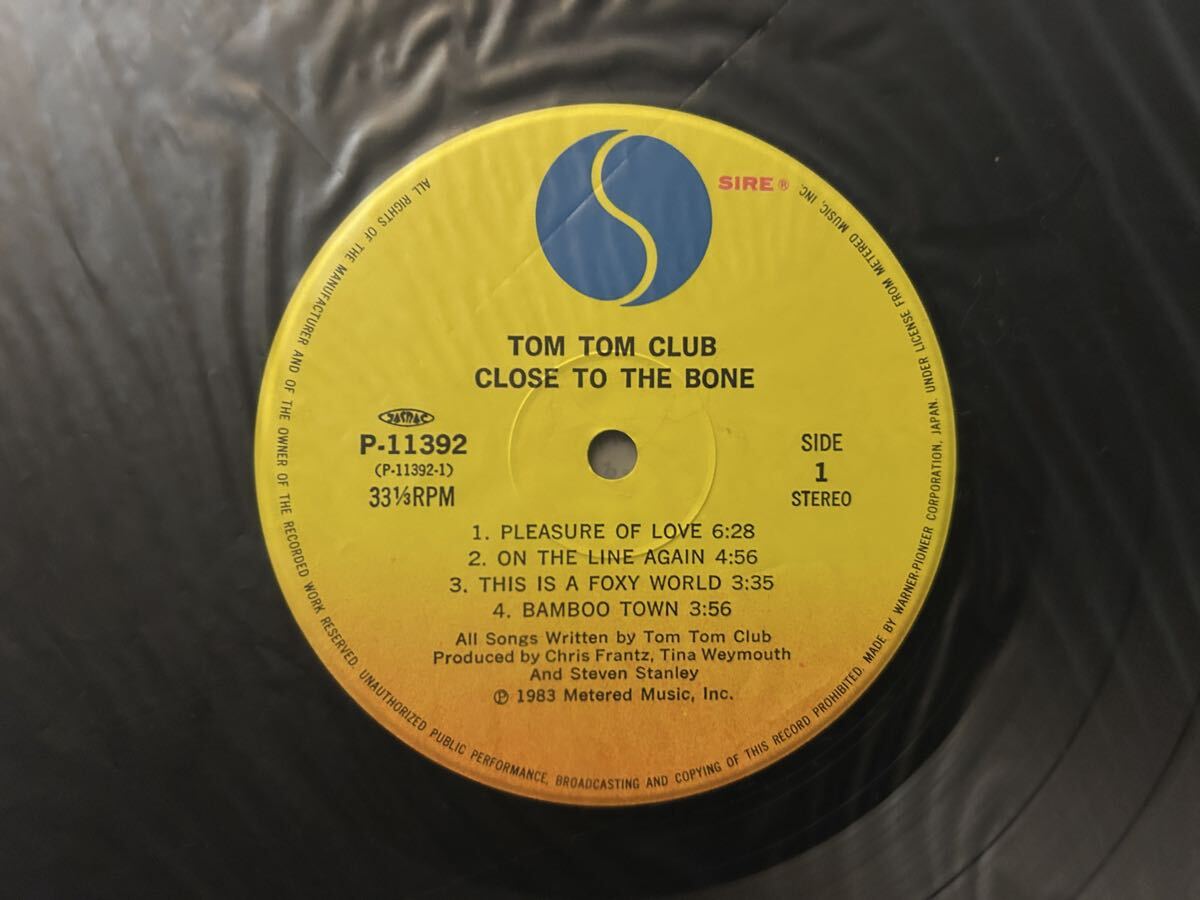 SIRE®
TOM TOM CLUB
CLOSE TO THE BONE
JASRAC
P-11392
(P-11392-1)
33⅓RPM
SIDE
1
STEREO
1. PLEASURE OF LOVE 6:28
2. ON THE LINE AGAIN 4:56
3. THIS IS A FOXY WORLD 3:35
4. BAMBOO TOWN 3:56
All Songs Written by Tom Tom Club
Produced by Chris Frantz, Tina Weymouth
And Steven Stanley
℗ 1983 Metered Music, Inc.
ALL RIGHTS OF THE MANUFACTURER AND OF THE OWNER OF THE RECORDED WORK RESERVED. UNAUTHORIZED PUBLIC PERFORMANCE, BROADCASTING AND COPYING OF THIS RECORD PROHIBITED. MADE BY WARNER-PIONEER CORPORATION, JAPAN. UNDER LICENSE FROM METERED MUSIC, INC.